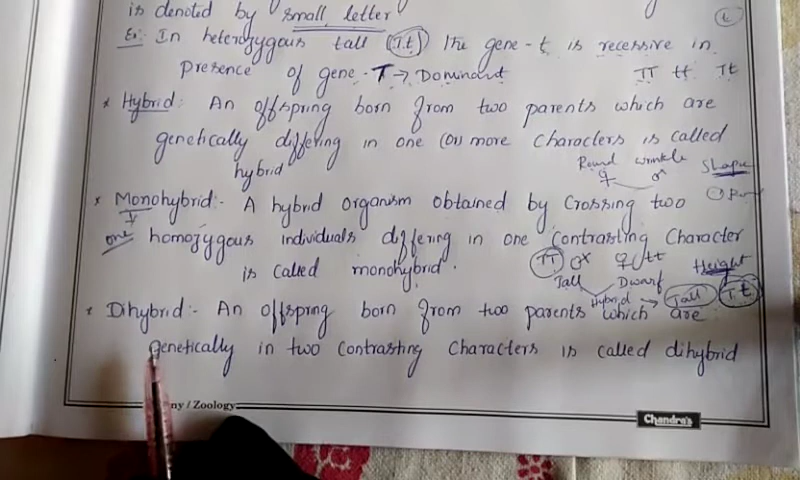 is denoted by small letter
Ex:- In heterozygous tall (T.t) The gene-t is recessive in
t
presence of gene-T → Dominant
TT tt Tt
* Hybrid: An offspring born from two parents which are
genetically differing in one (or) more characters is called
hybrid
Round wrinkle Shape
♀ ♂
* Monohybrid:- A hybrid organism obtained by crossing two
one homozygous individuals differing in one contrasting character
is called monohybrid.
TT ♂ ♀ tt Height
Tall Dwarf
Hybrid → Tall T.t
* Dihybrid:- An offspring born from two parents which are
genetically in two contrasting characters is called dihybrid
ny / Zoology
Chandra's